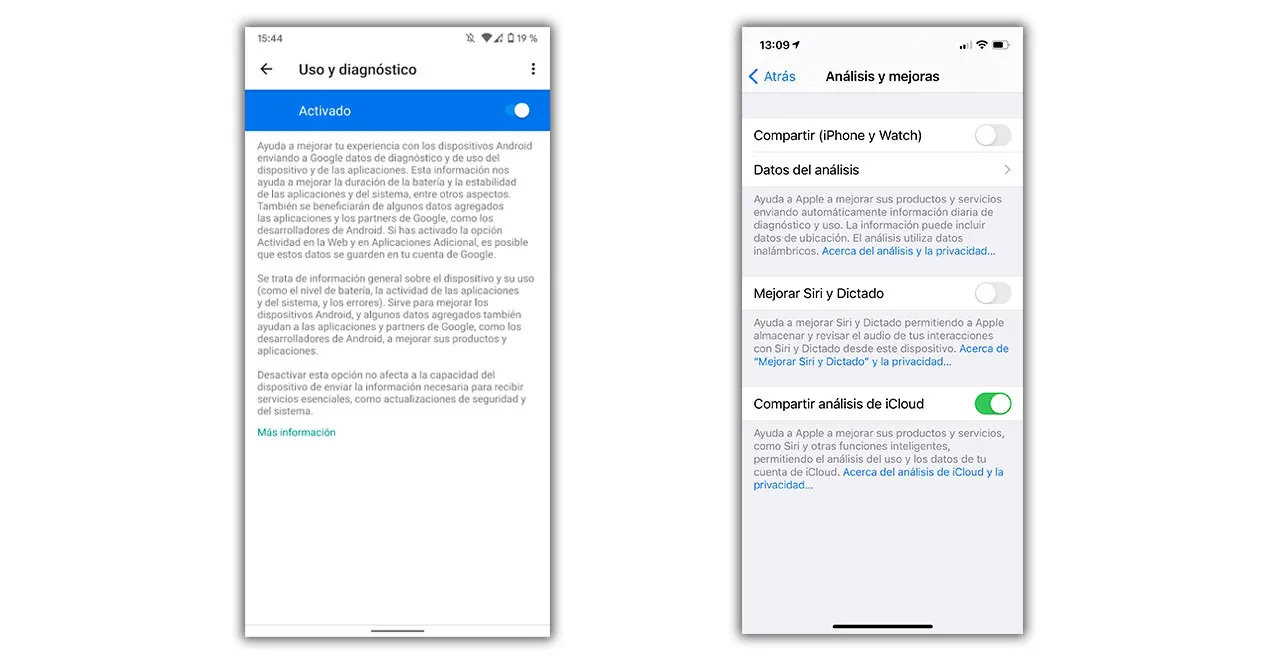 15:44
19 %
Uso y diagnóstico
Activado
Ayuda a mejorar tu experiencia con los dispositivos Android
enviando a Google datos de diagnóstico y de uso del
dispositivo y de las aplicaciones. Esta información nos
ayuda a mejorar la duración de la batería y la estabilidad
de las aplicaciones y del sistema, entre otros aspectos.
También se beneficiarán de algunos datos agregados
las aplicaciones y los partners de Google, como los
desarrolladores de Android. Si has activado la opción
Actividad en la Web y en Aplicaciones Adicional, es posible
que estos datos se guarden en tu cuenta de Google.
Se trata de información general sobre el dispositivo y su uso
(como el nivel de batería, la actividad de las aplicaciones
y del sistema, y los errores). Sirve para mejorar los
dispositivos Android, y algunos datos agregados también
ayudan a las aplicaciones y partners de Google, como los
desarrolladores de Android, a mejorar sus productos y
aplicaciones.
Desactivar esta opción no afecta a la capacidad del
dispositivo de enviar la información necesaria para recibir
servicios esenciales, como actualizaciones de seguridad y
del sistema.
Más información
13:09
Atrás
Análisis y mejoras
Compartir (iPhone y Watch)
Datos del análisis
Ayuda a Apple a mejorar sus productos y servicios
enviando automáticamente información diaria de
diagnóstico y uso. La información puede incluir
datos de ubicación. El análisis utiliza datos
inalámbricos. Acerca del análisis y la privacidad...
Mejorar Siri y Dictado
Ayuda a mejorar Siri y Dictado permitiendo a Apple
almacenar y revisar el audio de tus interacciones
con Siri y Dictado desde este dispositivo. Acerca de
“Mejorar Siri y Dictado” y la privacidad...
Compartir análisis de iCloud
Ayuda a Apple a mejorar sus productos y servicios,
como Siri y otras funciones inteligentes,
permitiendo el análisis del uso y los datos de tu
cuenta de iCloud. Acerca del análisis de iCloud y la
privacidad...